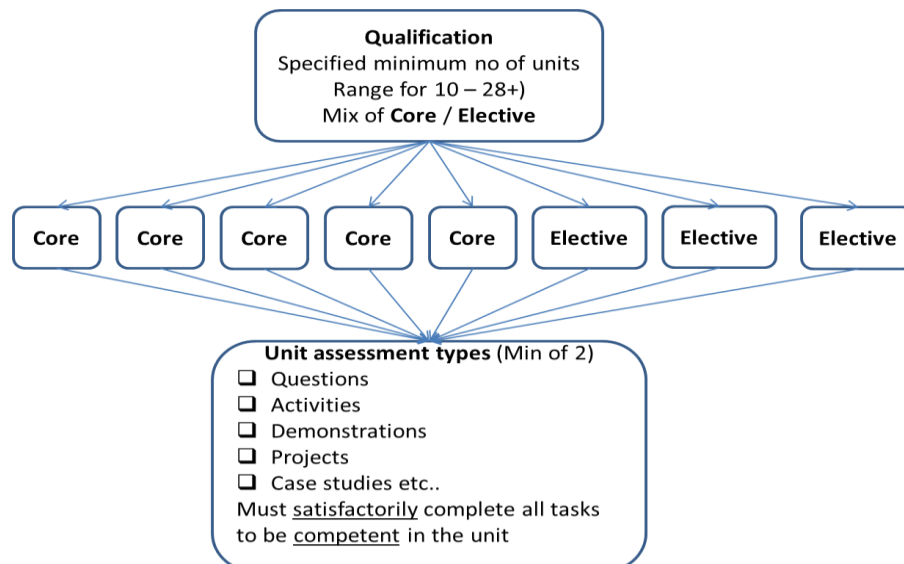 Qualification
Specified minimum no of units
Range for 10 – 28+)
Mix of Core / Elective
Core
Core
Core
Core
Core
Elective
Elective
Elective
Unit assessment types (Min of 2)
❑ Questions
❑ Activities
❑ Demonstrations
❑ Projects
❑ Case studies etc..
Must satisfactorily complete all tasks
to be competent in the unit